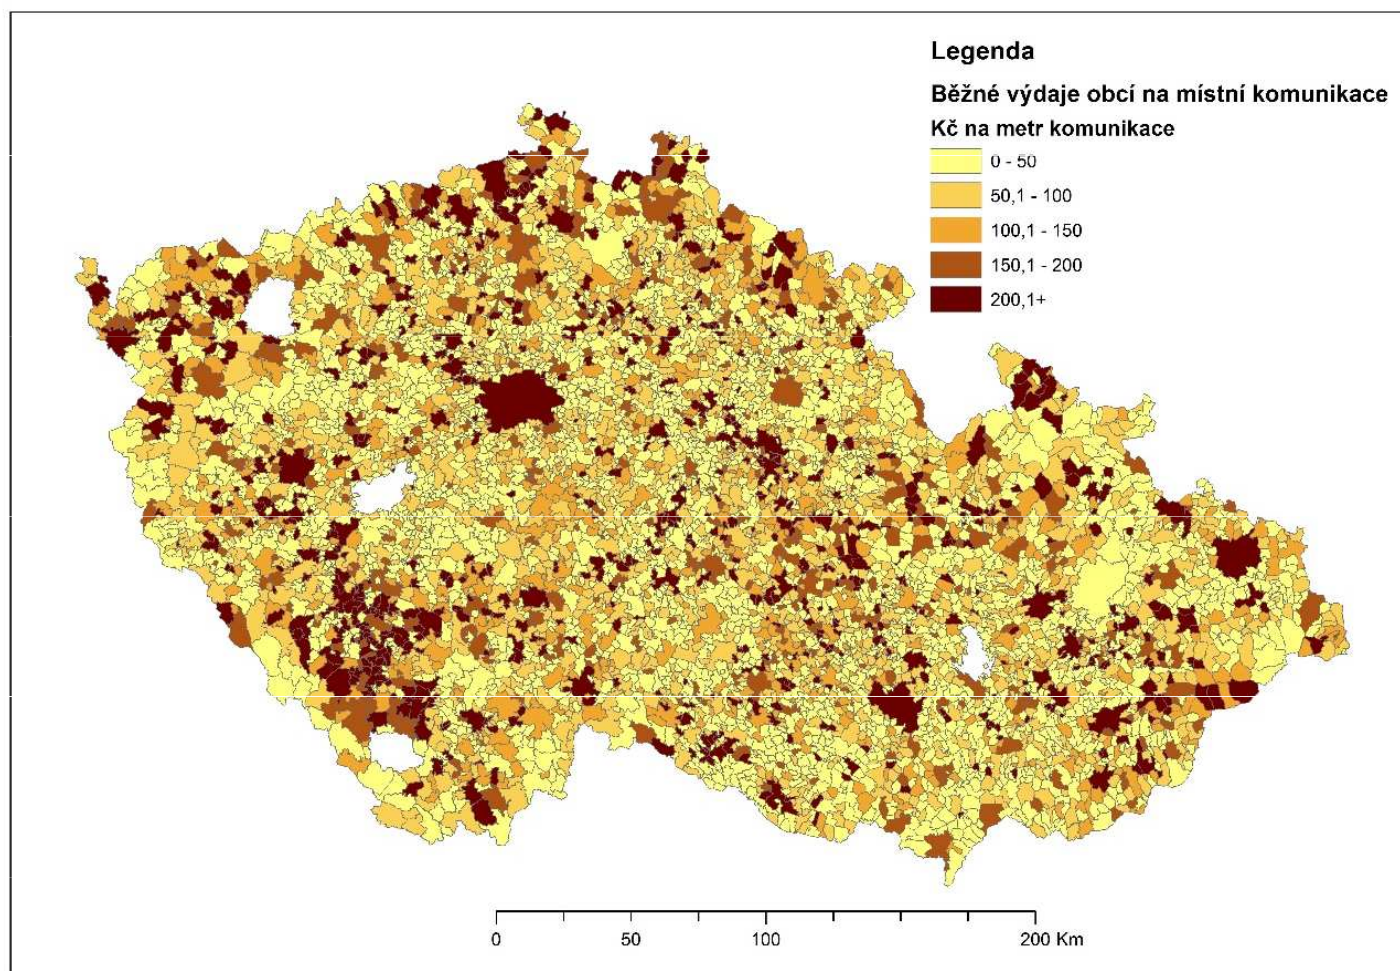 Legenda
Běžné výdaje obcí na místní komunikace
Kč na metr komunikace
0 - 50
50,1 - 100
100,1 - 150
150,1 - 200
200,1+
0 50 100 200 Km